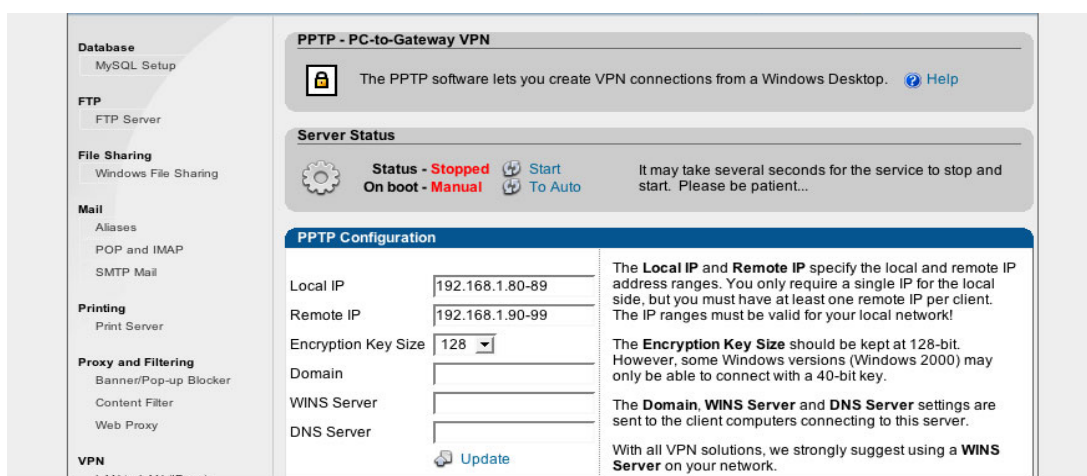 Database
MySQL Setup
FTP
FTP Server
File Sharing
Windows File Sharing
Mail
Aliases
POP and IMAP
SMTP Mail
Printing
Print Server
Proxy and Filtering
Banner/Pop-up Blocker
Content Filter
Web Proxy
VPN
PPTP - PC-to-Gateway VPN
The PPTP software lets you create VPN connections from a Windows Desktop. Help
Server Status
Status - Stopped Start
On boot - Manual To Auto
It may take several seconds for the service to stop and
start. Please be patient...
PPTP Configuration
Local IP 192.168.1.80-89
Remote IP 192.168.1.90-99
Encryption Key Size 128
Domain
WINS Server
DNS Server
Update
The Local IP and Remote IP specify the local and remote IP
address ranges. You only require a single IP for the local
side, but you must have at least one remote IP per client.
The IP ranges must be valid for your local network!
The Encryption Key Size should be kept at 128-bit.
However, some Windows versions (Windows 2000) may
only be able to connect with a 40-bit key.
The Domain, WINS Server and DNS Server settings are
sent to the client computers connecting to this server.
With all VPN solutions, we strongly suggest using a WINS
Server on your network.